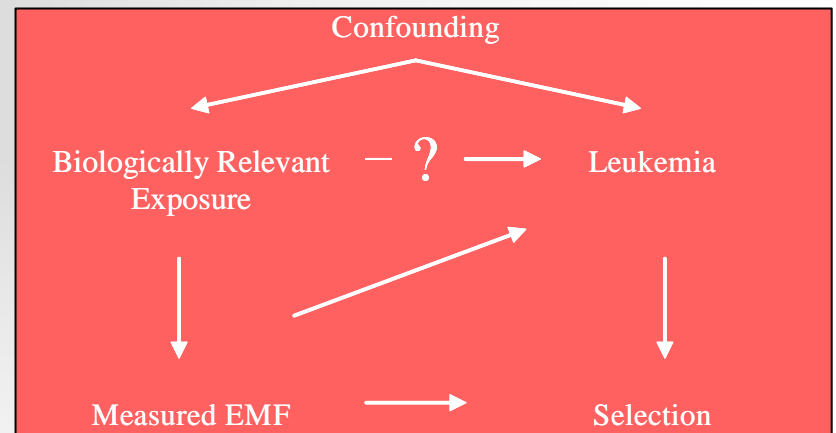 Confounding
Biologically Relevant Exposure
– ?
Leukemia
Measured EMF
Selection